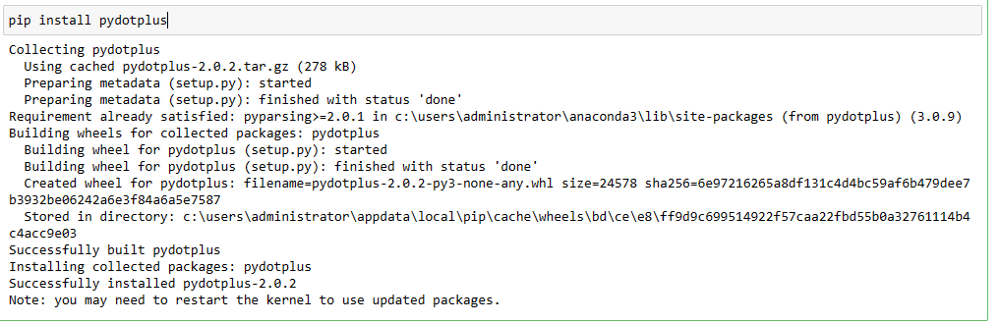 pip install pydotplus
Collecting pydotplus
  Using cached pydotplus-2.0.2.tar.gz (278 kB)
  Preparing metadata (setup.py): started
  Preparing metadata (setup.py): finished with status 'done'
Requirement already satisfied: pyparsing>=2.0.1 in c:\users\administrator\anaconda3\lib\site-packages (from pydotplus) (3.0.9)
Building wheels for collected packages: pydotplus
  Building wheel for pydotplus (setup.py): started
  Building wheel for pydotplus (setup.py): finished with status 'done'
  Created wheel for pydotplus: filename=pydotplus-2.0.2-py3-none-any.whl size=24578 sha256=6e97216265a8df131c4d4bc59af6b479dee7
b3932be06242a6e3f84a6a5e7587
  Stored in directory: c:\users\administrator\appdata\local\pip\cache\wheels\bd\ce\e8\ff9d9c699514922f57caa22fbd55b0a32761114b4
c4acc9e03
Successfully built pydotplus
Installing collected packages: pydotplus
Successfully installed pydotplus-2.0.2
Note: you may need to restart the kernel to use updated packages.